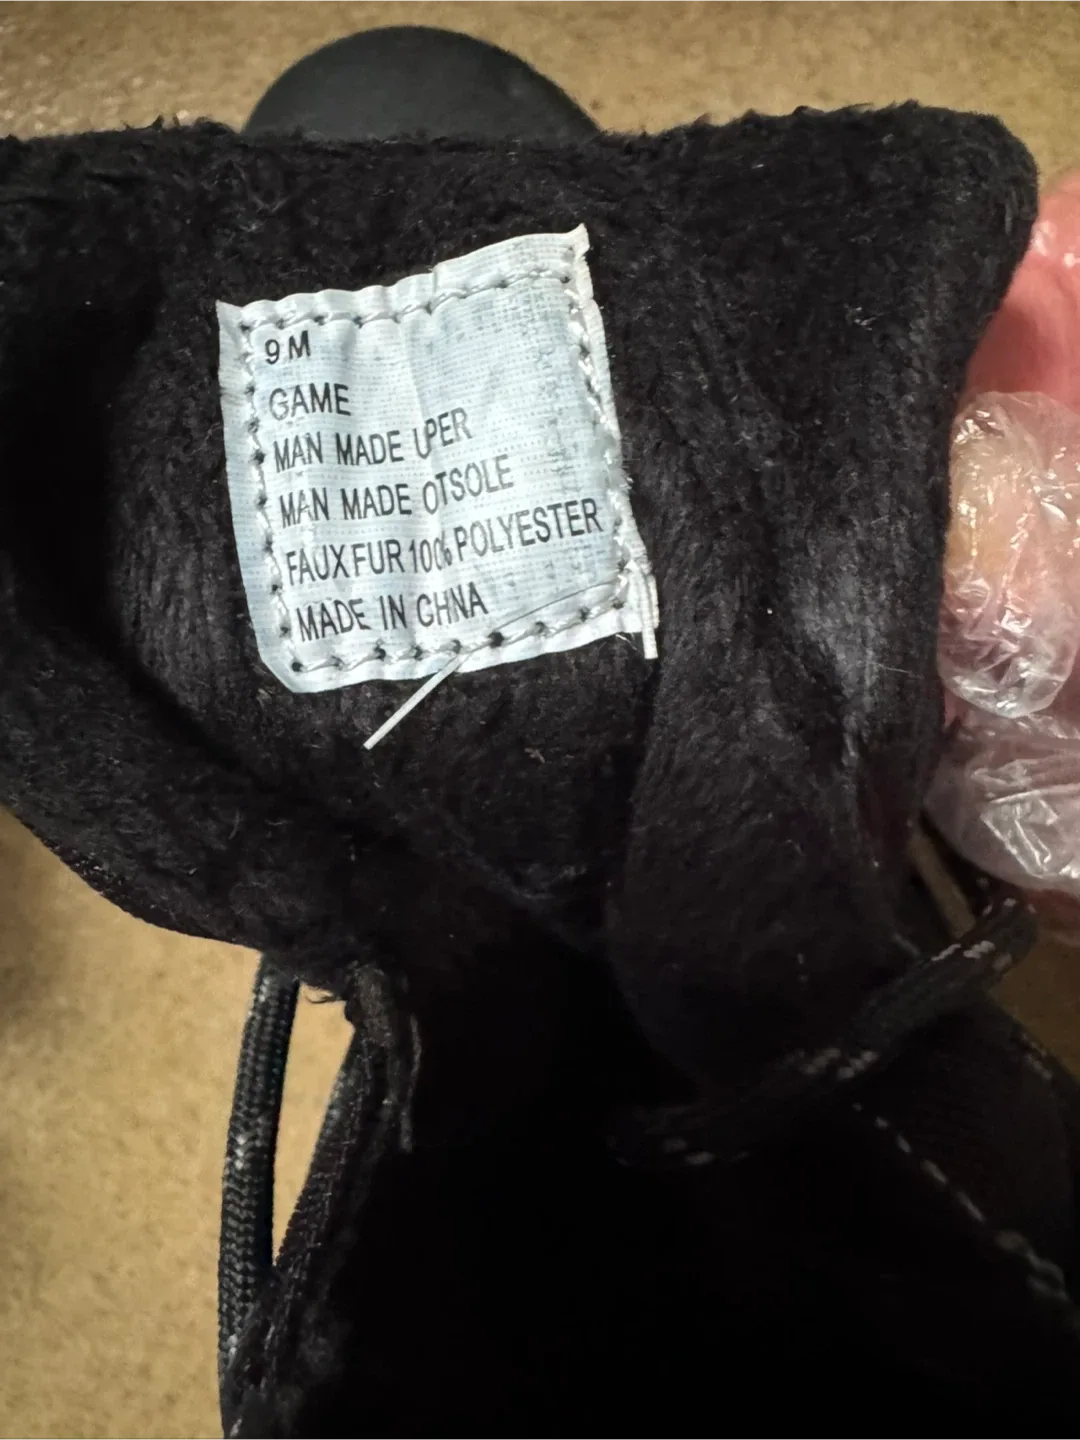 9 M
GAME
MAN MADE UPER
MAN MADE OTSOLE
FAUX FUR 100% POLYESTER
MADE IN CHNA